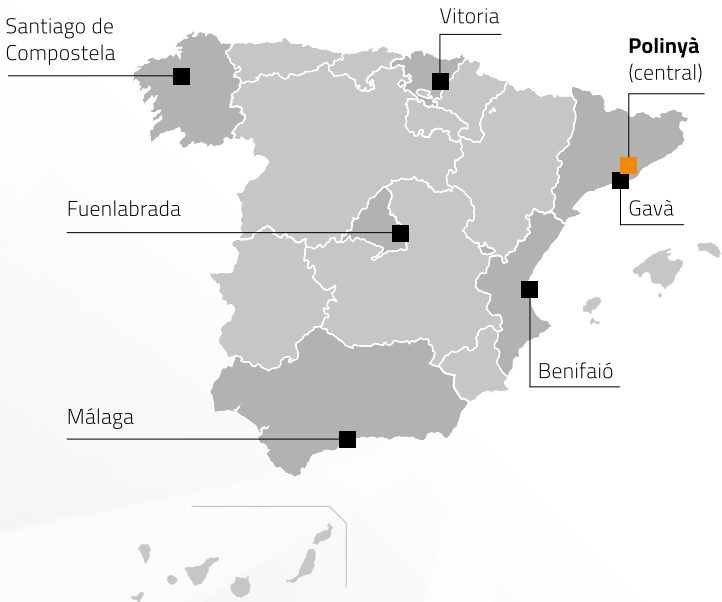 Santiago de
Compostela
Vitoria
Polinyà
(central)
Fuenlabrada
Gavà
Benifaió
Málaga